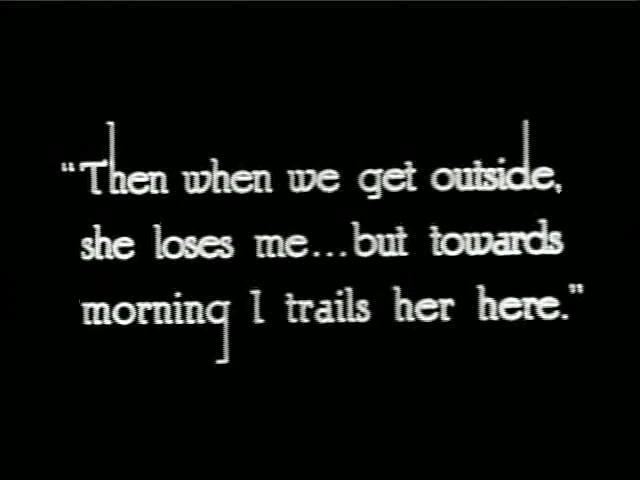 "Then when we get outside,
she loses me...but towards
morning I trails her here."